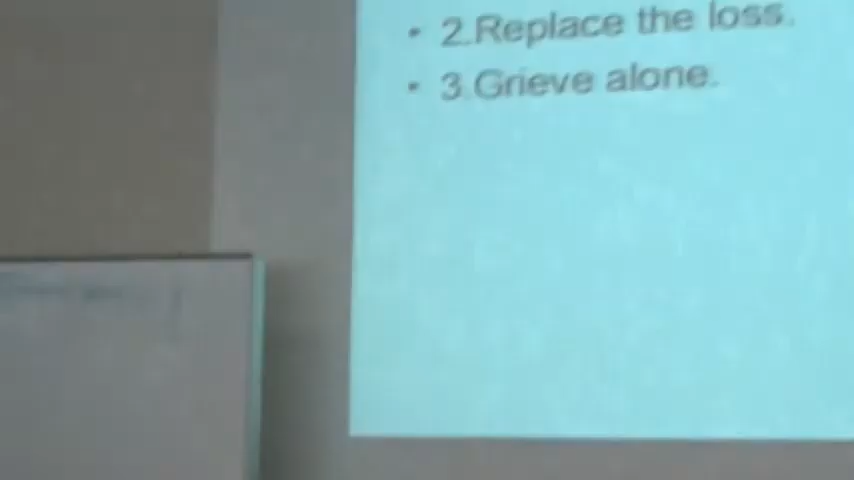 • 2.Replace the loss.
• 3.Grieve alone.